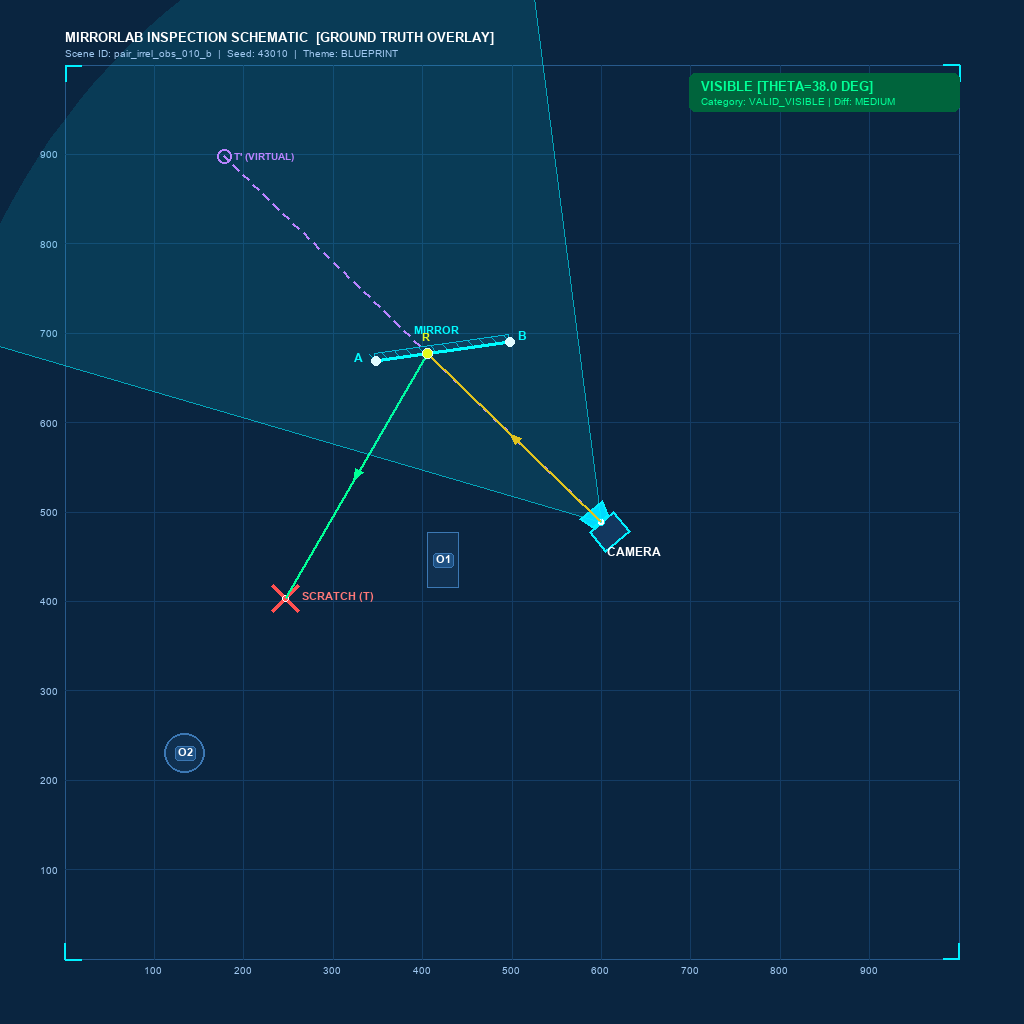 MIRRORLAB INSPECTION SCHEMATIC [GROUND TRUTH OVERLAY]
Scene ID: pair_irrel_obs_010_b | Seed: 43010 | Theme: BLUEPRINT
VISIBLE [THETA=38.0 DEG]
Category: VALID_VISIBLE | Diff: MEDIUM
900
T' (VIRTUAL)
800
700
MIRROR
R
B
A
600
500
CAMERA
O1
400
SCRATCH (T)
300
O2
200
100
100 200 300 400 500 600 700 800 900